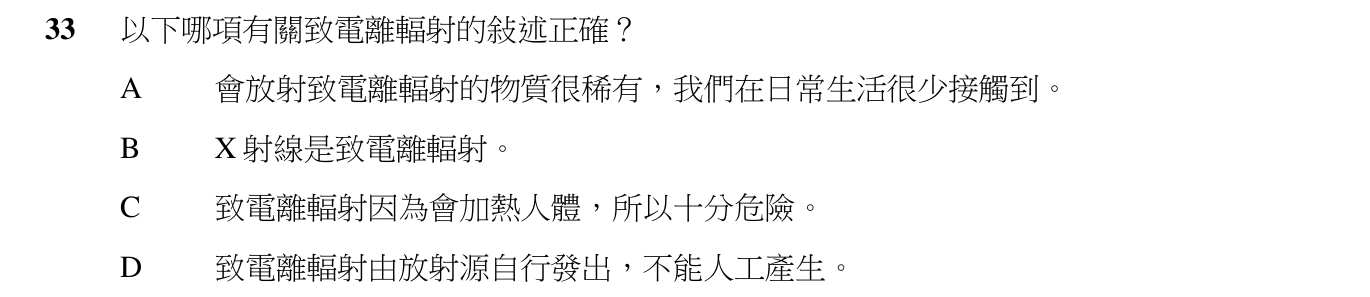 33 以下哪項有關致電離輻射的敍述正確？
A 會放射致電離輻射的物質很稀有，我們在日常生活很少接觸到。
B X 射線是致電離輻射。
C 致電離輻射因為會加熱人體，所以十分危險。
D 致電離輻射由放射源自行發出，不能人工產生。